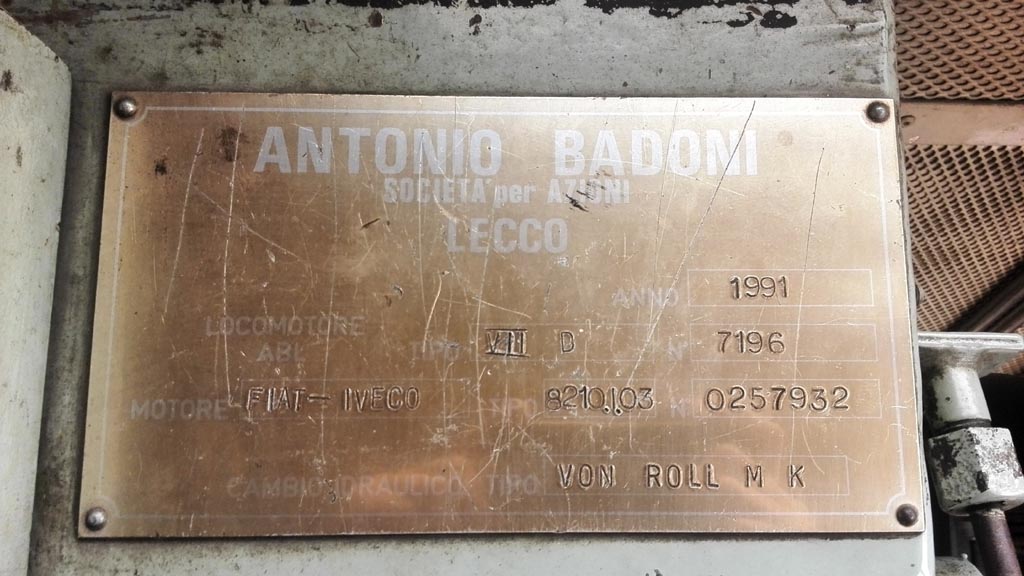 ANTONIO BADONI
SOCIETA' per AZIONI
LECCO
ANNO 1991
LOCOMOTORE
ABL TIPO VIII D N° 7196
MOTORE FIAT-IVECO TIPO 8210.03 N° 0257932
CAMBIO IDRAULICO TIPO VON ROLL M K